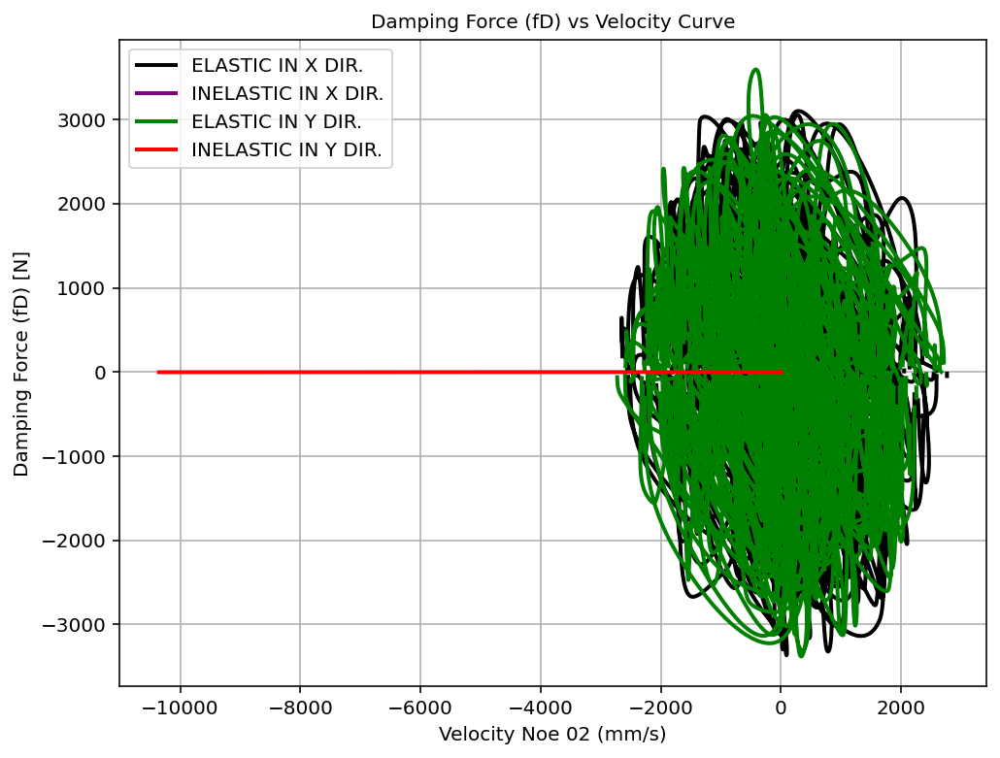 Damping Force (fD) vs Velocity Curve
ELASTIC IN X DIR.
INELASTIC IN X DIR.
ELASTIC IN Y DIR.
INELASTIC IN Y DIR.
Damping Force (fD) [N]
3000
2000
1000
0
−1000
−2000
−3000
−10000 −8000 −6000 −4000 −2000 0 2000
Velocity Noe 02 (mm/s)